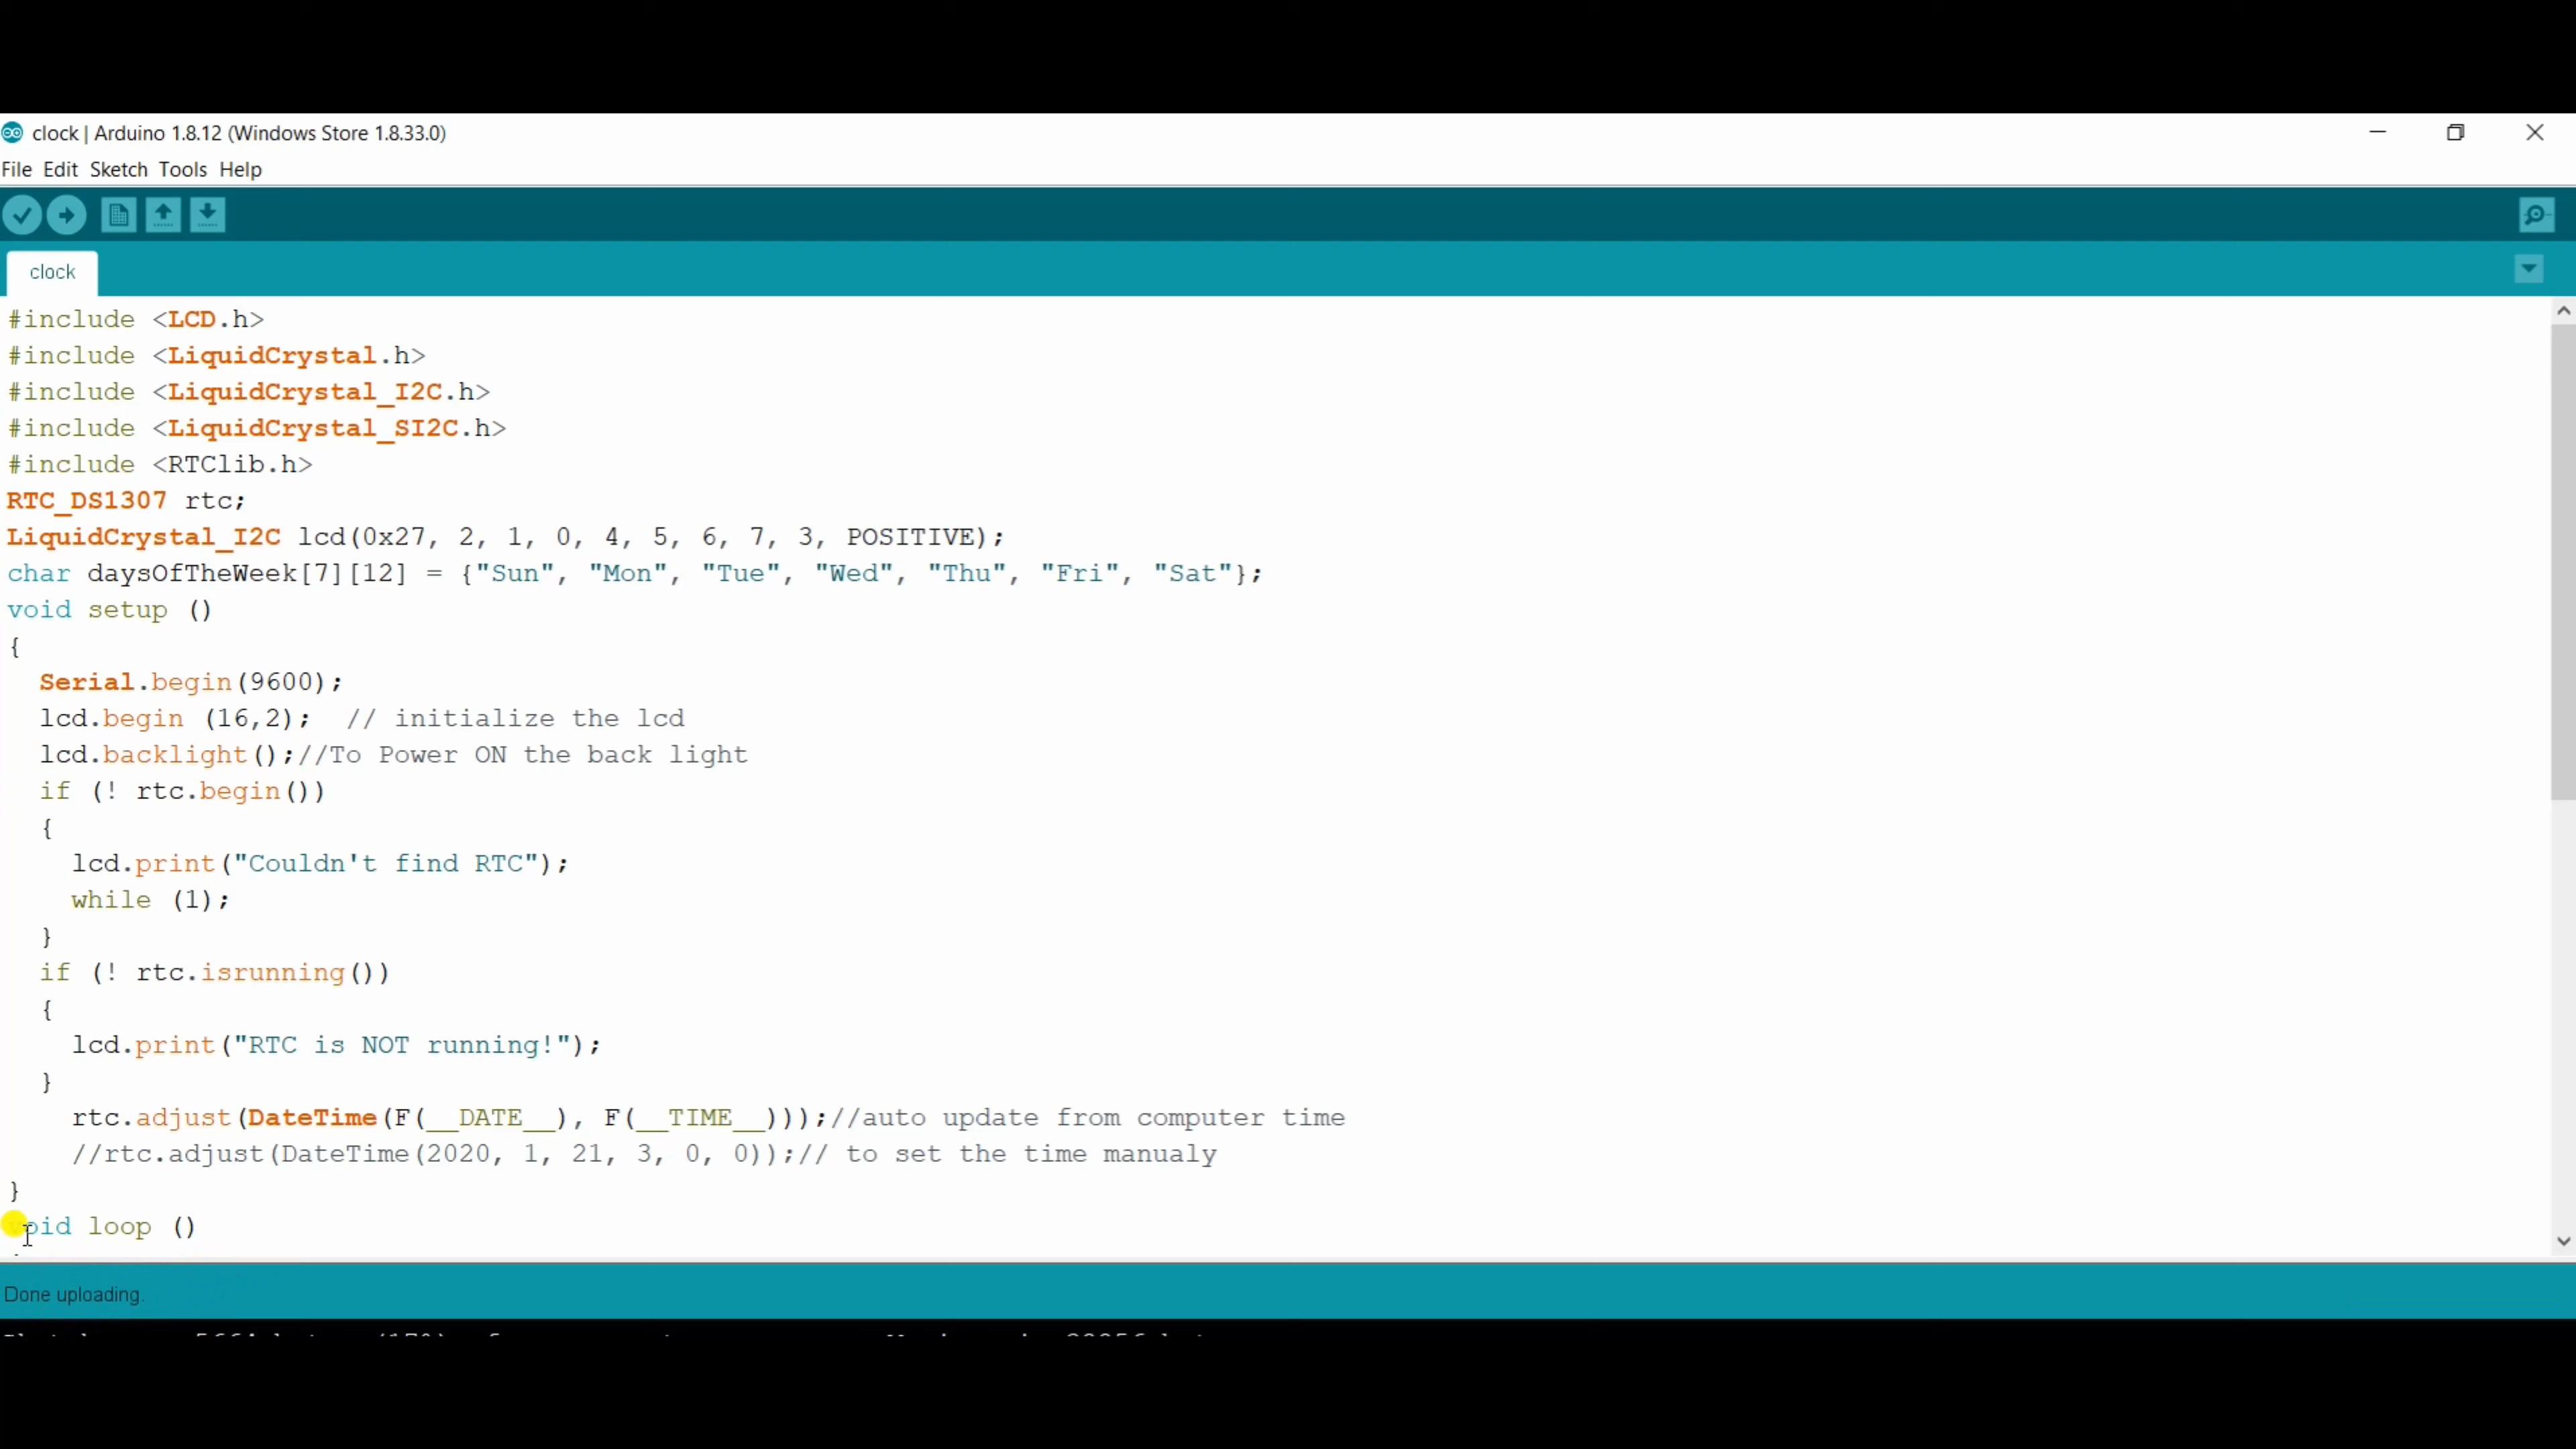 clock | Arduino 1.8.12 (Windows Store 1.8.33.0)
File Edit Sketch Tools Help
clock
#include <LCD.h>
#include <LiquidCrystal.h>
#include <LiquidCrystal_I2C.h>
#include <LiquidCrystal_SI2C.h>
#include <RTClib.h>
RTC_DS1307 rtc;
LiquidCrystal_I2C lcd(0x27, 2, 1, 0, 4, 5, 6, 7, 3, POSITIVE);
char daysOfTheWeek[7][12] = {"Sun", "Mon", "Tue", "Wed", "Thu", "Fri", "Sat"};
void setup ()
{
  Serial.begin(9600);
  lcd.begin (16,2);  // initialize the lcd
  lcd.backlight();//To Power ON the back light
  if (! rtc.begin())
  {
    lcd.print("Couldn't find RTC");
    while (1);
  }
  if (! rtc.isrunning())
  {
    lcd.print("RTC is NOT running!");
  }
    rtc.adjust(DateTime(F(__DATE__), F(__TIME__)));//auto update from computer time
    //rtc.adjust(DateTime(2020, 1, 21, 3, 0, 0));// to set the time manualy
}
void loop ()
Done uploading.